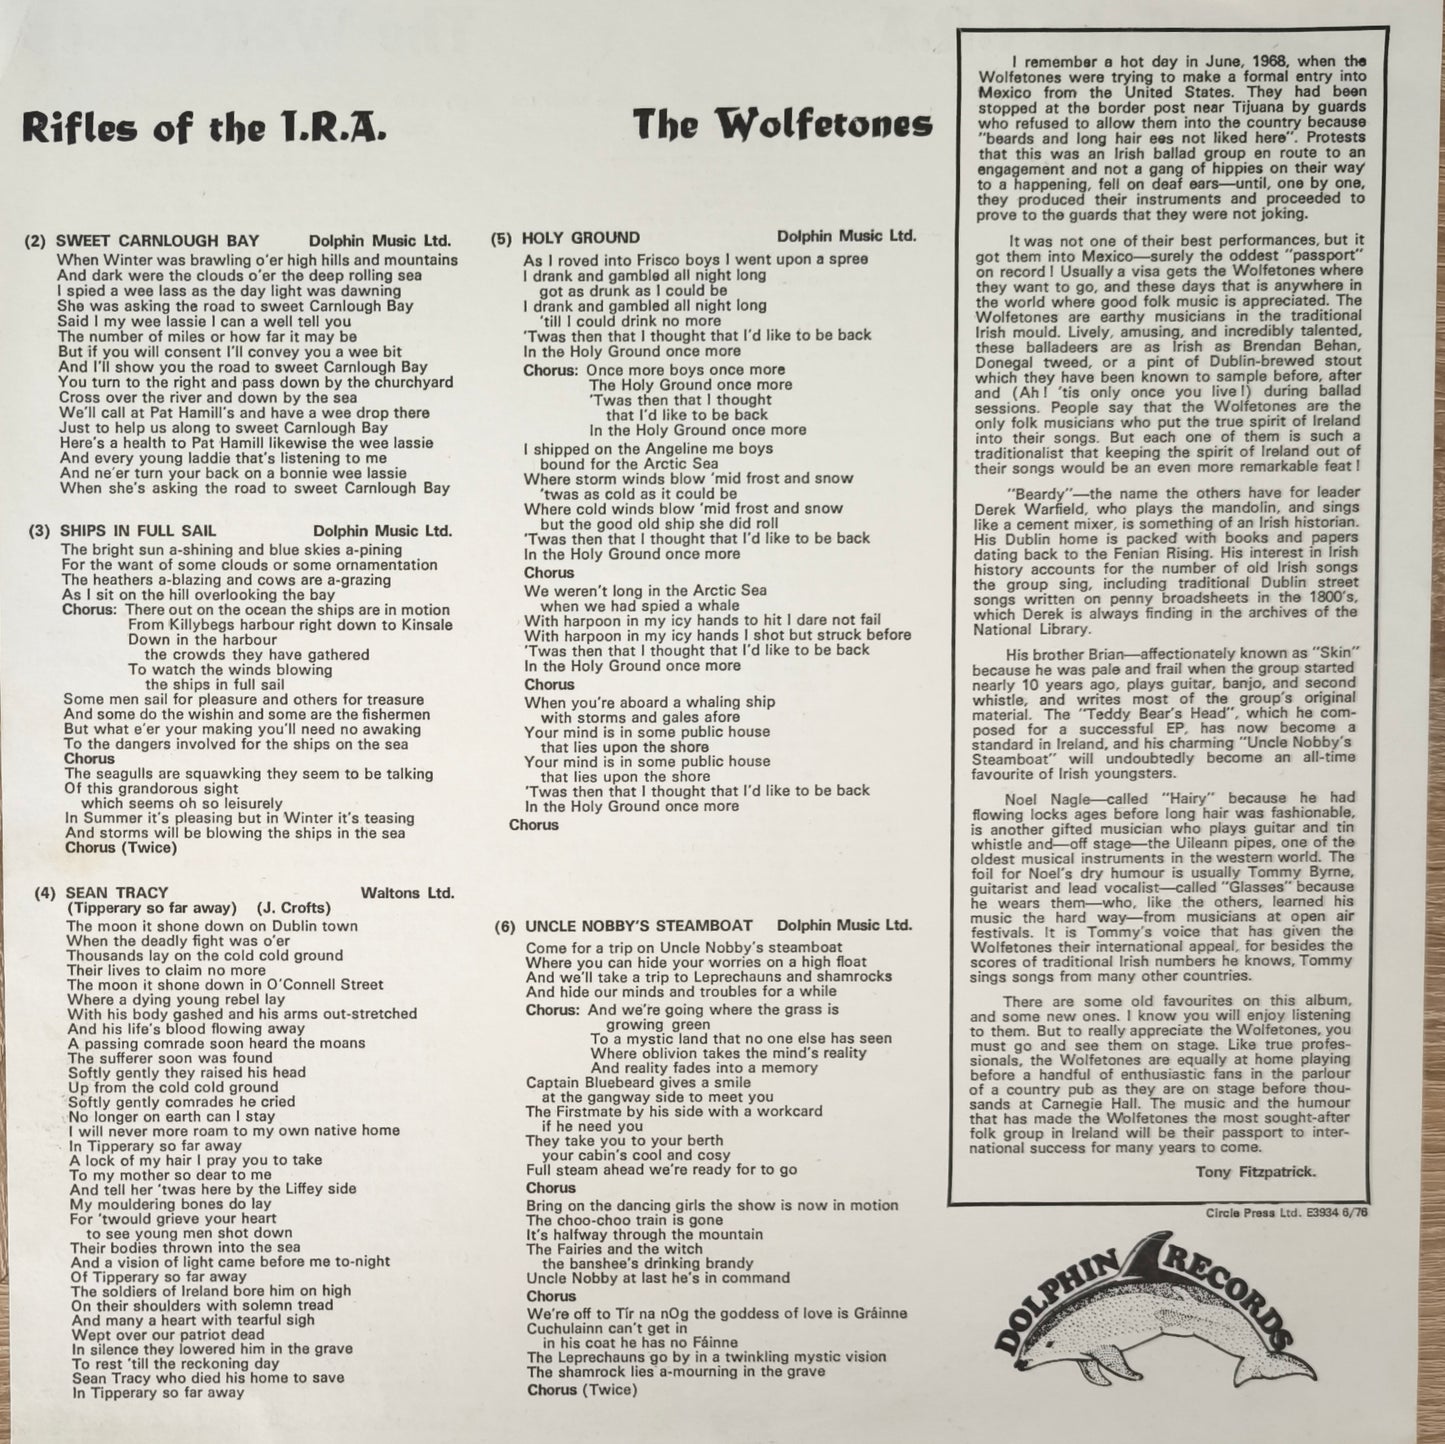 Rifles of the I.R.A.
The Wolfetones
(2) SWEET CARNLOUGH BAY Dolphin Music Ltd.
When Winter was brawling o'er high hills and mountains
And dark were the clouds o'er the deep rolling sea
I spied a wee lass as the day light was dawning
She was asking the road to sweet Carnlough Bay
Said I my wee lassie I can a well tell you
The number of miles or how far it may be
But if you will consent I'll convey you a wee bit
And I'll show you the road to sweet Carnlough Bay
You turn to the right and pass down by the churchyard
Cross over the river and down by the sea
We'll call at Pat Hamill's and have a wee drop there
Just to help us along to sweet Carnlough Bay
Here's a health to Pat Hamill likewise the wee lassie
And every young laddie that's listening to me
And ne'er turn your back on a bonnie wee lassie
When she's asking the road to sweet Carnlough Bay
(3) SHIPS IN FULL SAIL Dolphin Music Ltd.
The bright sun a-shining and blue skies a-pining
For the want of some clouds or some ornamentation
The heathers a-blazing and cows are a-grazing
As I sit on the hill overlooking the bay
Chorus: There out on the ocean the ships are in motion
From Killybegs harbour right down to Kinsale
Down in the harbour
the crowds they have gathered
To watch the winds blowing
the ships in full sail
Some men sail for pleasure and others for treasure
And some do the wishin and some are the fishermen
But what e'er your making you'll need no awaking
To the dangers involved for the ships on the sea
Chorus
The seagulls are squawking they seem to be talking
Of this grandorous sight
which seems oh so leisurely
In Summer it's pleasing but in Winter it's teasing
And storms will be blowing the ships in the sea
Chorus (Twice)
(4) SEAN TRACY Waltons Ltd.
(Tipperary so far away) (J. Crofts)
The moon it shone down on Dublin town
When the deadly fight was o'er
Thousands lay on the cold cold ground
Their lives to claim no more
The moon it shone down in O'Connell Street
Where a dying young rebel lay
With his body gashed and his arms out-stretched
And his life's blood flowing away
A passing comrade soon heard the moans
The sufferer soon was found
Softly gently they raised his head
Up from the cold cold ground
Softly gently comrades he cried
No longer on earth can I stay
I will never more roam to my own native home
In Tipperary so far away
A lock of my hair I pray you to take
To my mother so dear to me
And tell her 'twas here by the Liffey side
My mouldering bones do lay
For 'twould grieve your heart
to see young men shot down
Their bodies thrown into the sea
And a vision of light came before me to-night
Of Tipperary so far away
The soldiers of Ireland bore him on high
On their shoulders with solemn tread
And many a heart with tearful sigh
Wept over our patriot dead
In silence they lowered him in the grave
To rest 'till the reckoning day
Sean Tracy who died his home to save
In Tipperary so far away
(5) HOLY GROUND Dolphin Music Ltd.
As I roved into Frisco boys I went upon a spree
I drank and gambled all night long
got as drunk as I could be
I drank and gambled all night long
'till I could drink no more
'Twas then that I thought that I'd like to be back
In the Holy Ground once more
Chorus: Once more boys once more
The Holy Ground once more
'Twas then that I thought
that I'd like to be back
In the Holy Ground once more
I shipped on the Angeline me boys
bound for the Arctic Sea
Where storm winds blow 'mid frost and snow
'twas as cold as it could be
Where cold winds blow 'mid frost and snow
but the good old ship she did roll
'Twas then that I thought that I'd like to be back
In the Holy Ground once more
Chorus
We weren't long in the Arctic Sea
when we had spied a whale
With harpoon in my icy hands to hit I dare not fail
With harpoon in my icy hands I shot but struck before
'Twas then that I thought that I'd like to be back
In the Holy Ground once more
Chorus
When you're aboard a whaling ship
with storms and gales afore
Your mind is in some public house
that lies upon the shore
Your mind is in some public house
that lies upon the shore
'Twas then that I thought that I'd like to be back
In the Holy Ground once more
Chorus
(6) UNCLE NOBBY'S STEAMBOAT Dolphin Music Ltd.
Come for a trip on Uncle Nobby's steamboat
Where you can hide your worries on a high float
And we'll take a trip to Leprechauns and shamrocks
And hide our minds and troubles for a while
Chorus: And we're going where the grass is
growing green
To a mystic land that no one else has seen
Where oblivion takes the mind's reality
And reality fades into a memory
Captain Bluebeard gives a smile
at the gangway side to meet you
The Firstmate by his side with a workcard
if he need you
They take you to your berth
your cabin's cool and cosy
Full steam ahead we're ready for to go
Chorus
Bring on the dancing girls the show is now in motion
The choo-choo train is gone
It's halfway through the mountain
The Fairies and the witch
the banshee's drinking brandy
Uncle Nobby at last he's in command
Chorus
We're off to Tír na nOg the goddess of love is Gráinne
Cuchulainn can't get in
in his coat he has no Fáinne
The Leprechauns go by in a twinkling mystic vision
The shamrock lies a-mourning in the grave
Chorus (Twice)
I remember a hot day in June, 1968, when the
Wolfetones were trying to make a formal entry into
Mexico from the United States. They had been
stopped at the border post near Tijuana by guards
who refused to allow them into the country because
"beards and long hair ees not liked here". Protests
that this was an Irish ballad group en route to an
engagement and not a gang of hippies on their way
to a happening, fell on deaf ears—until, one by one,
they produced their instruments and proceeded to
prove to the guards that they were not joking.
It was not one of their best performances, but it
got them into Mexico—surely the oddest "passport"
on record! Usually a visa gets the Wolfetones where
they want to go, and these days that is anywhere in
the world where good folk music is appreciated. The
Wolfetones are earthy musicians in the traditional
Irish mould. Lively, amusing, and incredibly talented,
these balladeers are as Irish as Brendan Behan,
Donegal tweed, or a pint of Dublin-brewed stout
which they have been known to sample before, after
and (Ah! 'tis only once you live!) during ballad
sessions. People say that the Wolfetones are the
only folk musicians who put the true spirit of Ireland
into their songs. But each one of them is such a
traditionalist that keeping the spirit of Ireland out of
their songs would be an even more remarkable feat!
"Beardy"—the name the others have for leader
Derek Warfield, who plays the mandolin, and sings
like a cement mixer, is something of an Irish historian.
His Dublin home is packed with books and papers
dating back to the Fenian Rising. His interest in Irish
history accounts for the number of old Irish songs
the group sing, including traditional Dublin street
songs written on penny broadsheets in the 1800's,
which Derek is always finding in the archives of the
National Library.
His brother Brian—affectionately known as "Skin"
because he was pale and frail when the group started
nearly 10 years ago, plays guitar, banjo, and second
whistle, and writes most of the group's original
material. The "Teddy Bear's Head", which he com-
posed for a successful EP, has now become a
standard in Ireland, and his charming "Uncle Nobby's
Steamboat" will undoubtedly become an all-time
favourite of Irish youngsters.
Noel Nagle—called "Hairy" because he had
flowing locks ages before long hair was fashionable,
is another gifted musician who plays guitar and tin
whistle and—off stage—the Uileann pipes, one of the
oldest musical instruments in the western world. The
foil for Noel's dry humour is usually Tommy Byrne,
guitarist and lead vocalist—called "Glasses" because
he wears them—who, like the others, learned his
music the hard way—from musicians at open air
festivals. It is Tommy's voice that has given the
Wolfetones their international appeal, for besides the
scores of traditional Irish numbers he knows, Tommy
sings songs from many other countries.
There are some old favourites on this album,
and some new ones. I know you will enjoy listening
to them. But to really appreciate the Wolfetones, you
must go and see them on stage. Like true profes-
sionals, the Wolfetones are equally at home playing
before a handful of enthusiastic fans in the parlour
of a country pub as they are on stage before thou-
sands at Carnegie Hall. The music and the humour
that has made the Wolfetones the most sought-after
folk group in Ireland will be their passport to inter-
national success for many years to come.
Tony Fitzpatrick.
Circle Press Ltd. E3934 6/76
DOLPHIN RECORDS